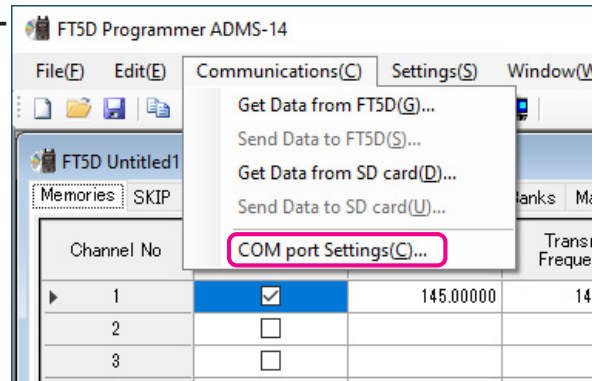 FT5D Programmer ADMS-14
File(F) Edit(E) Communications(C) Settings(S) Window(W
Get Data from FT5D(G)...
Send Data to FT5D(S)...
Get Data from SD card(D)...
Send Data to SD card(U)...
COM port Settings(C)...
FT5D Untitled1
Memories SKIP anks Ma
Channel No
Transr
Freque
1 145.00000 14
2
3